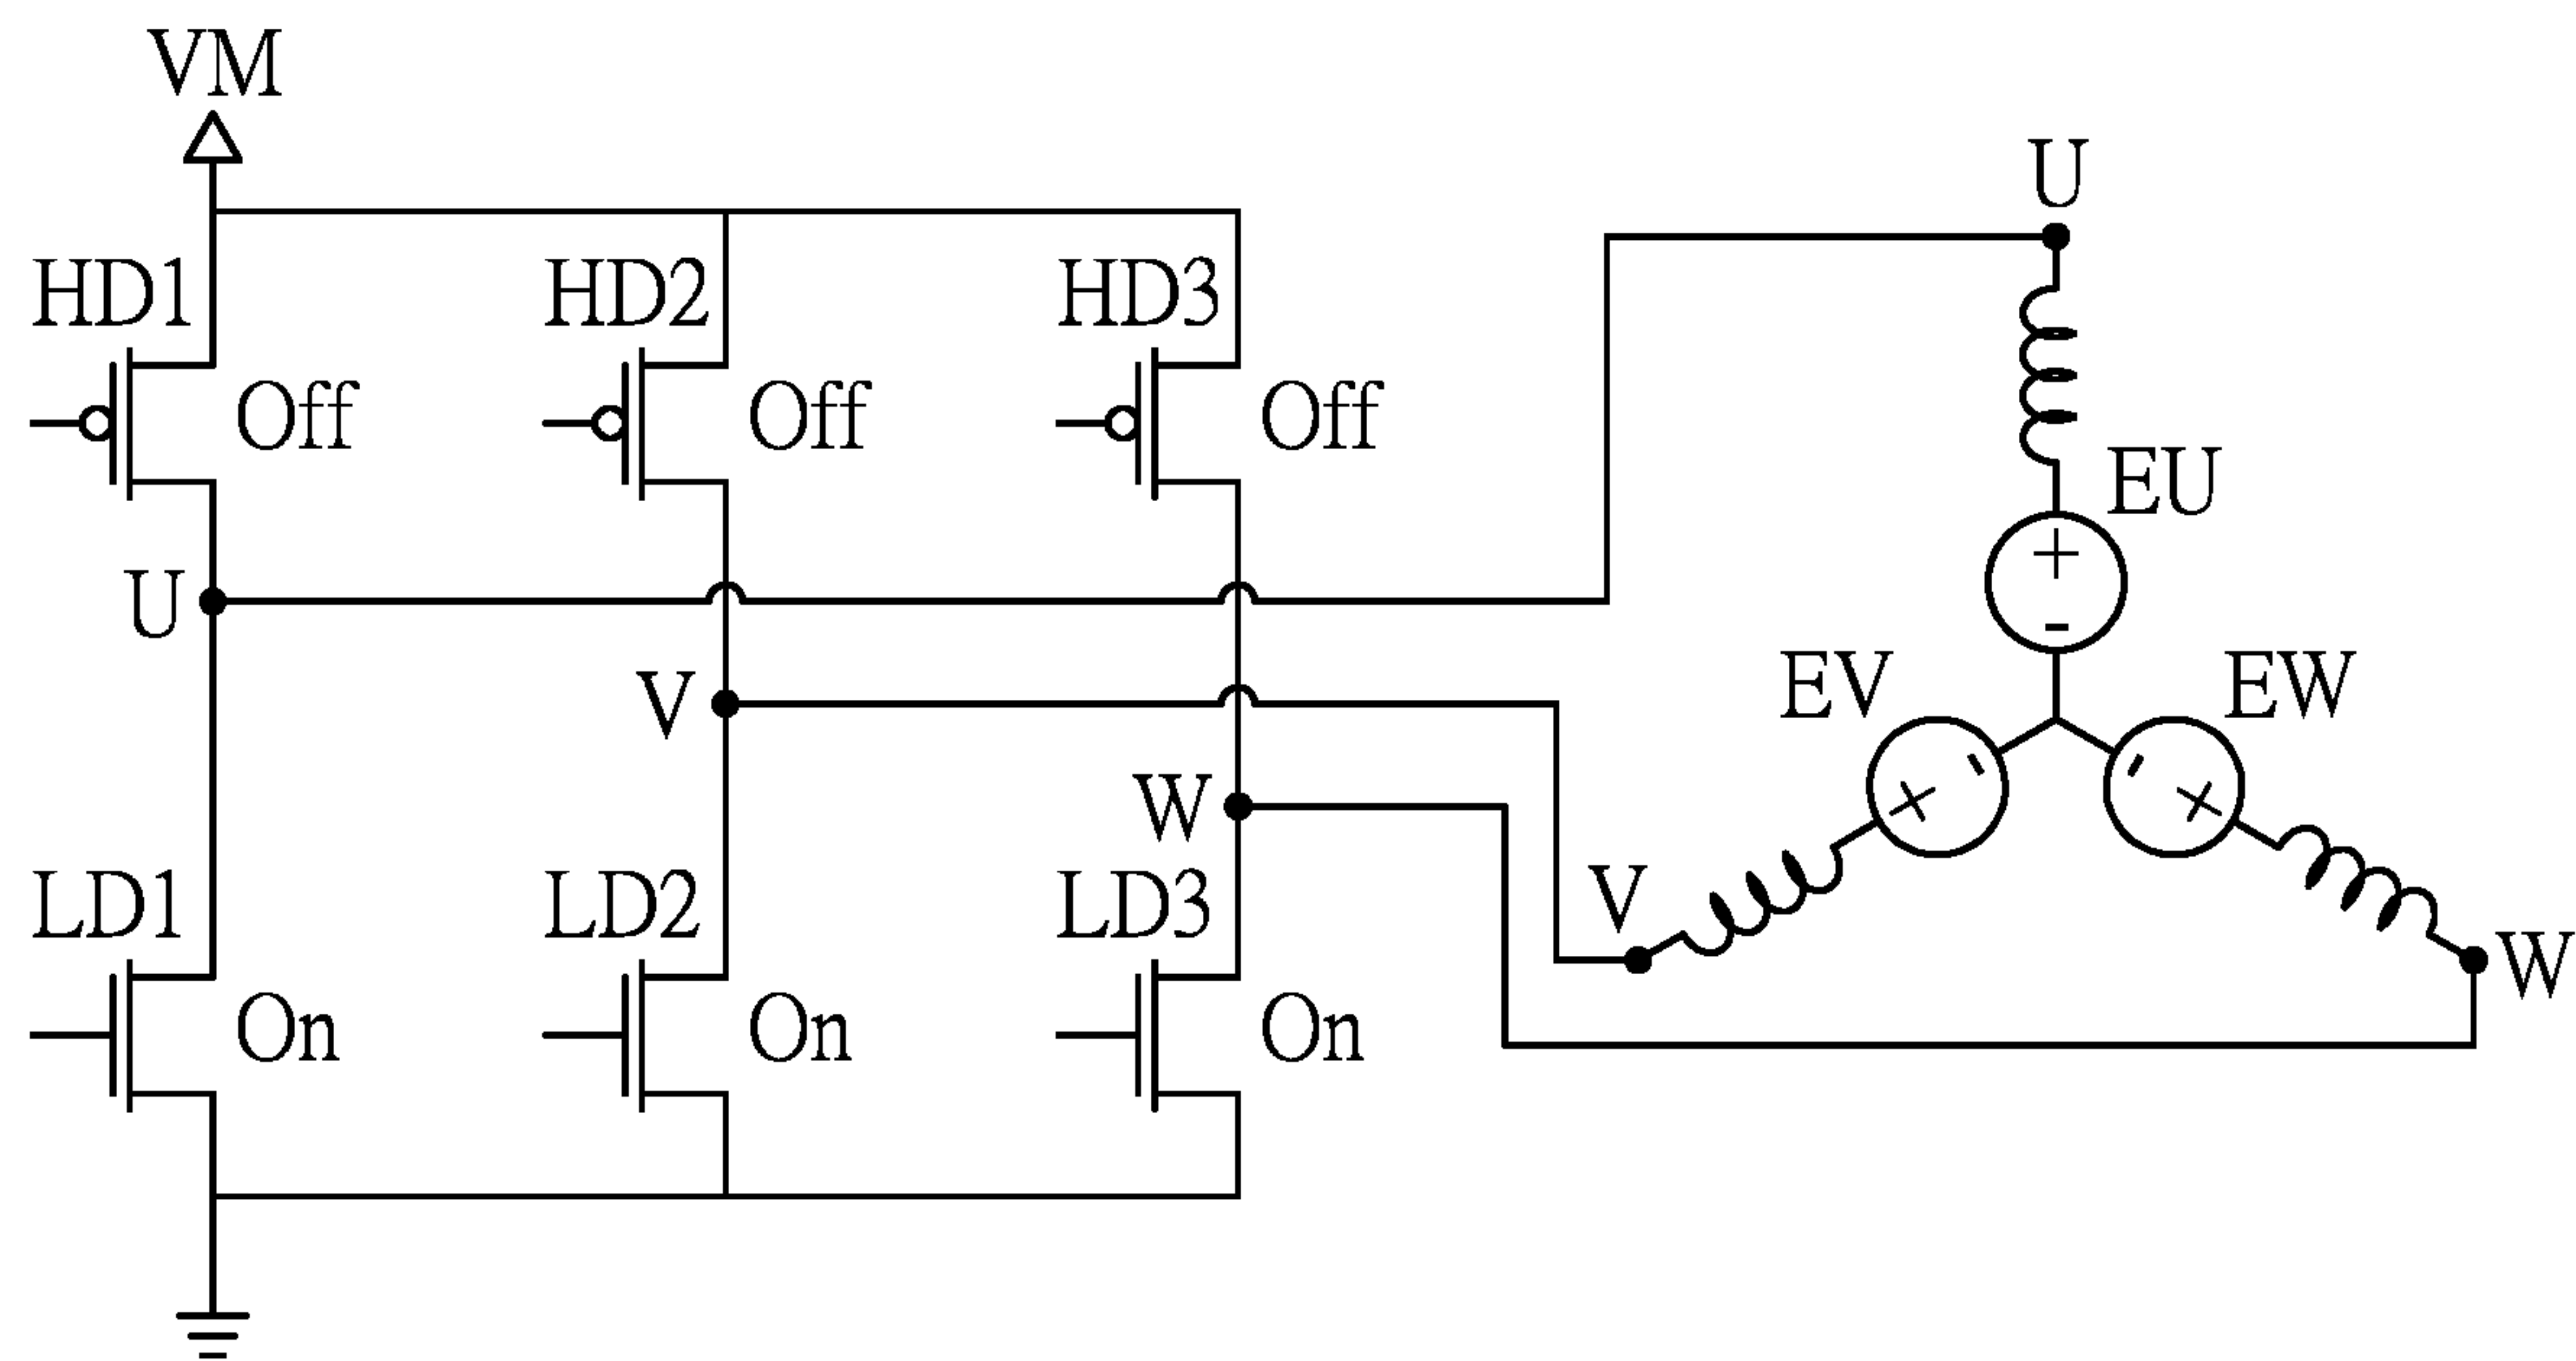 VM
HD1
HD2
HD3
Off
Off
Off
U
V
W
LD1
LD2
LD3
On
On
On
U
EU
+
-
EV
EW
-
+
-
+
V
W